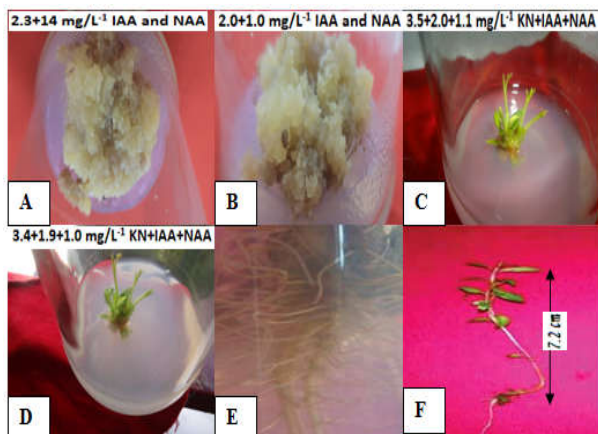 2.3+14 mg/L⁻¹ IAA and NAA
2.0+1.0 mg/L⁻¹ IAA and NAA
3.5+2.0+1.1 mg/L⁻¹ KN+IAA+NAA
A
B
C
3.4+1.9+1.0 mg/L⁻¹ KN+IAA+NAA
7.2 cm
D
E
F